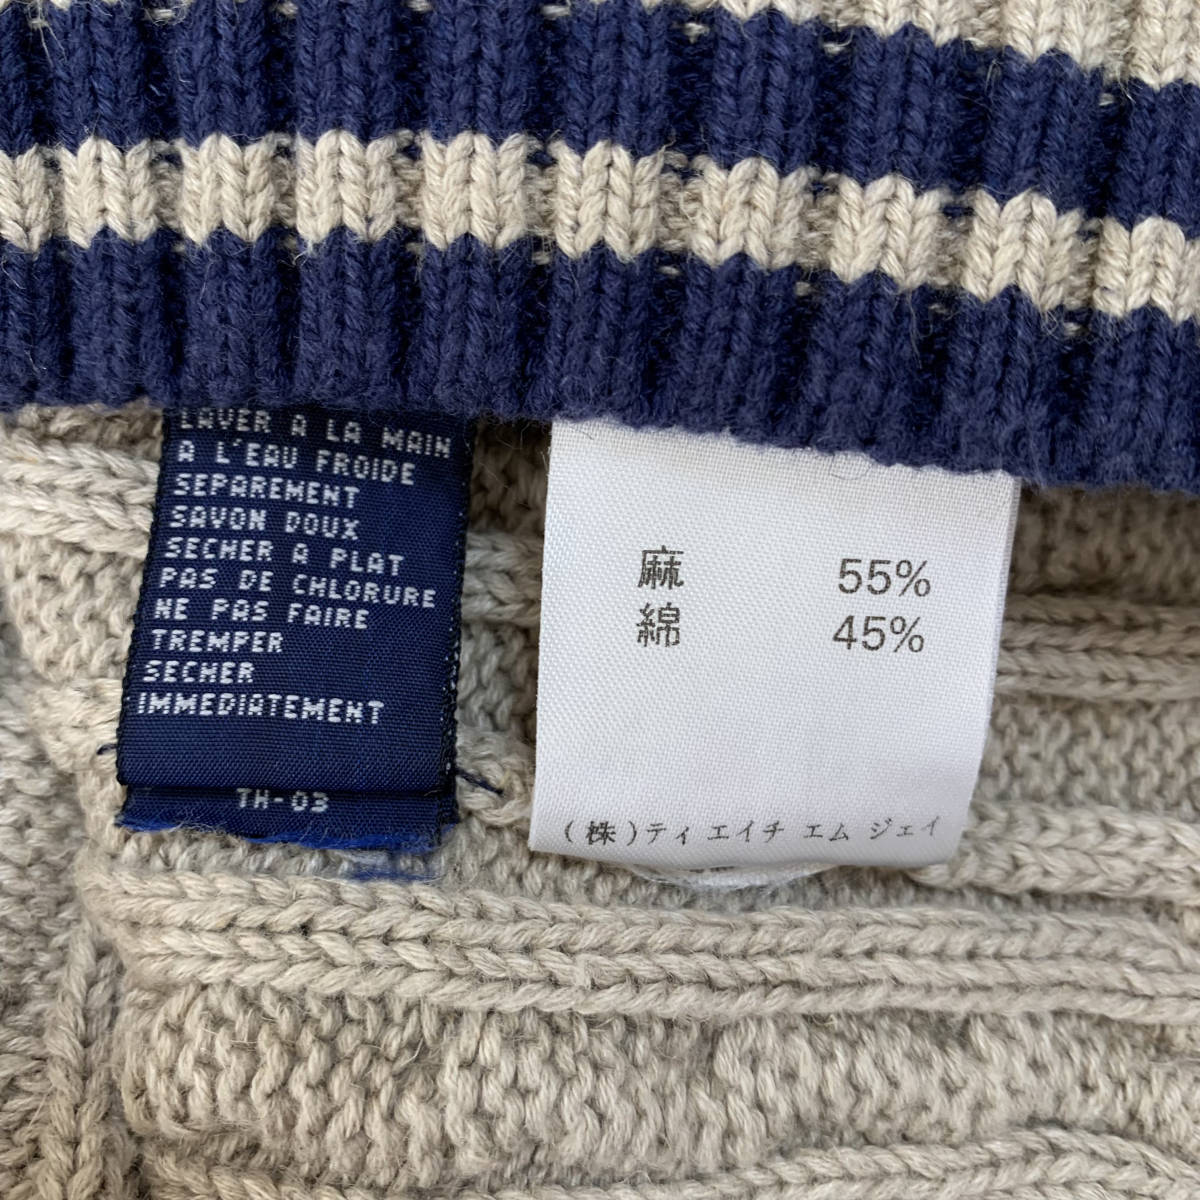 LAVER A LA MAIN
A L'EAU FROIDE
SEPAREMENT
SAVON DOUX
SECHER A PLAT
PAS DE CHLORURE
NE PAS FAIRE
TREMPER
SECHER
IMMEDIATEMENT
TH-03
麻 55%
綿 45%
(株)ティ エイチ エム ジェイ